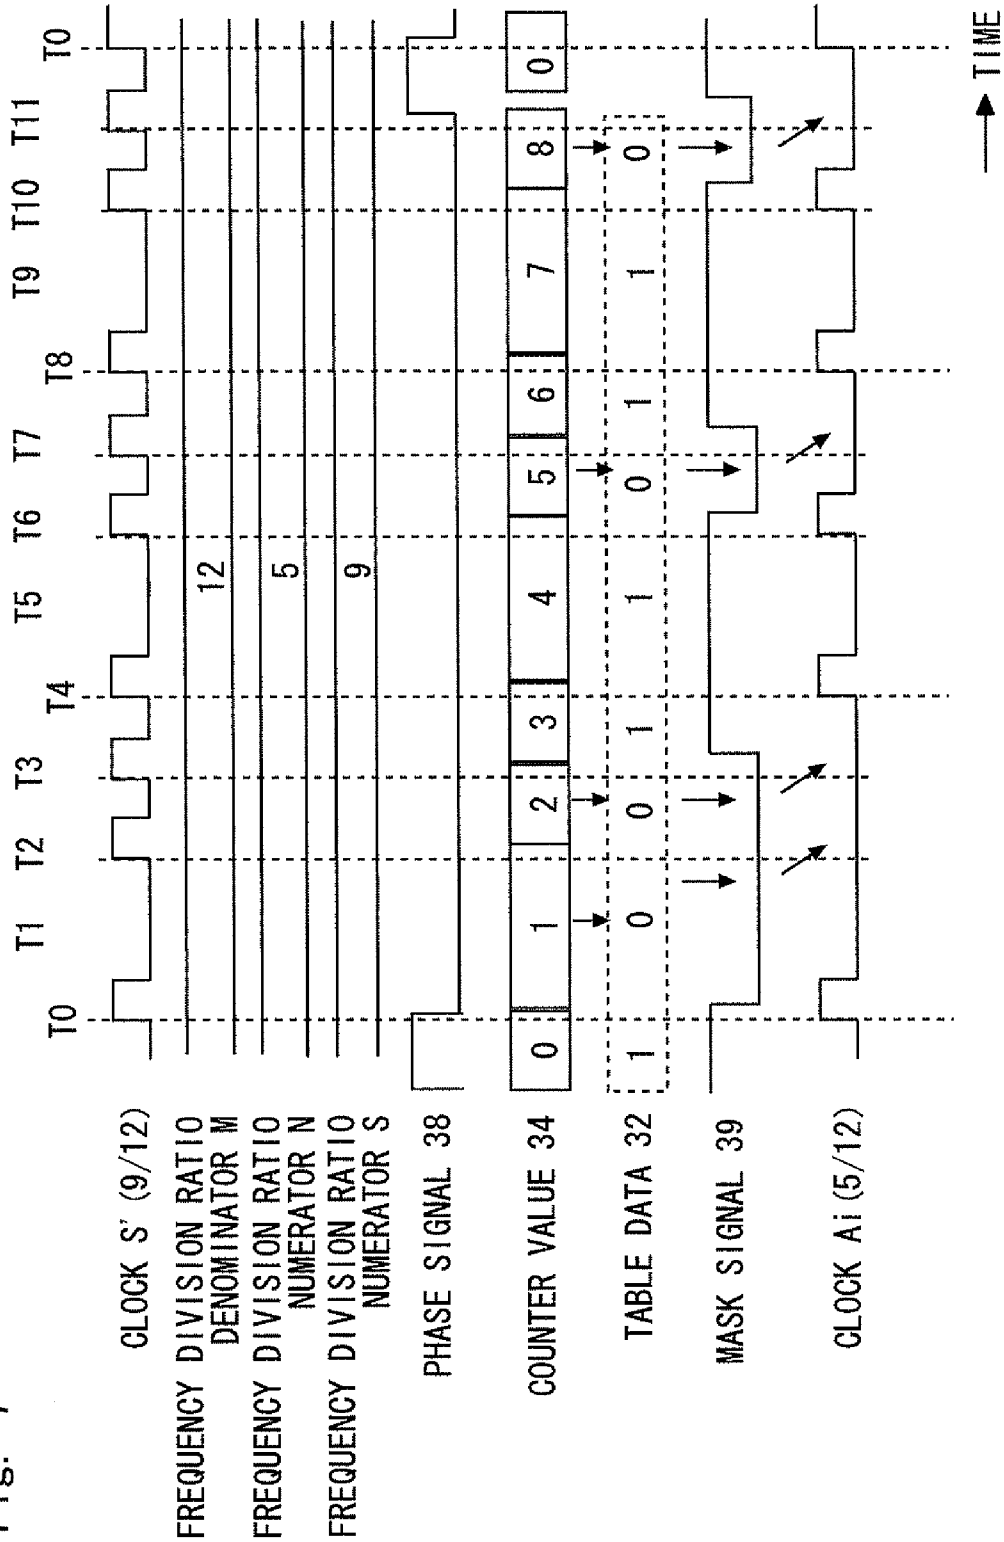 Fig. 7
T0 T1 T2 T3 T4 T5 T6 T7 T8 T9 T10 T11 T0
CLOCK S' (9/12)
FREQUENCY DIVISION RATIO
DENOMINATOR M
12
FREQUENCY DIVISION RATIO
NUMERATOR N
5
FREQUENCY DIVISION RATIO
NUMERATOR S
9
PHASE SIGNAL 38
COUNTER VALUE 34
0 1 2 3 4 5 6 7 8 0
TABLE DATA 32
1 0 0 1 1 0 1 1 0
MASK SIGNAL 39
CLOCK Ai (5/12)
TIME